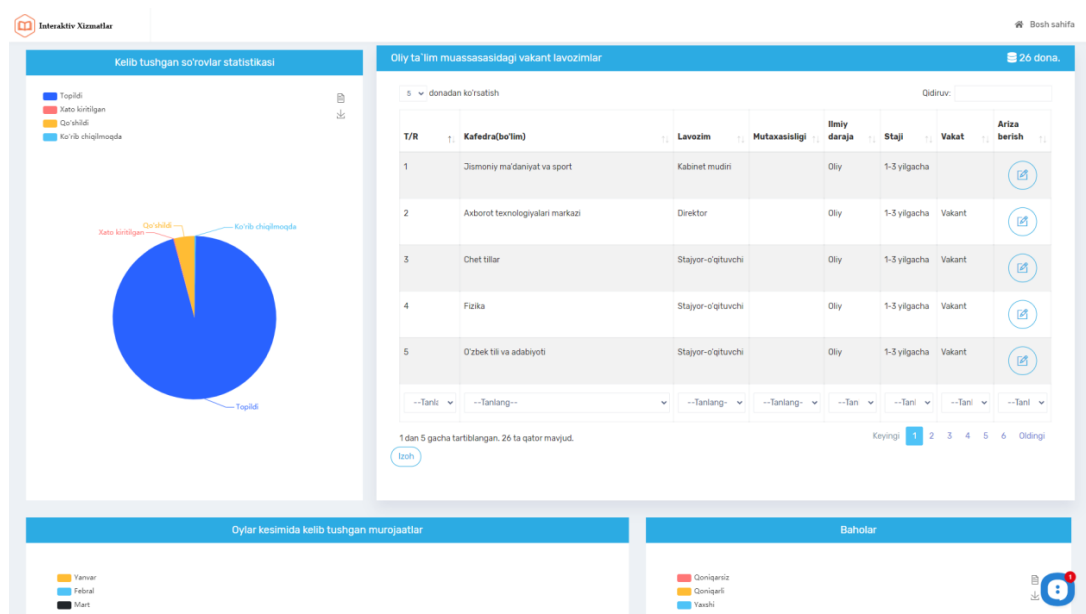 Interaktiv Xizmatlar
Bosh sahifa
Kelib tushgan so'rovlar statistikasi
Topildi
Xato kiritilgan
Qo'shildi
Ko'rib chiqilmoqda
Qo'shildi
Ko'rib chiqilmoqda
Xato kiritilgan
Topildi
Oliy ta`lim muassasasidagi vakant lavozimlar
26 dona.
5 donadan ko'rsatish
Qidiruv:
T/R Kafedra(bo'lim) Lavozim Mutaxasisligi Ilmiy daraja Staji Vakat Ariza berish
1 Jismoniy ma'daniyat va sport Kabinet mudiri Oliy 1-3 yilgacha
2 Axborot texnologiyalari markazi Direktor Oliy 1-3 yilgacha Vakant
3 Chet tillar Stajyor-o'qituvchi Oliy 1-3 yilgacha Vakant
4 Fizika Stajyor-o'qituvchi Oliy 1-3 yilgacha Vakant
5 O'zbek tili va adabiyoti Stajyor-o'qituvchi Oliy 1-3 yilgacha Vakant
--Tanla --Tanlang-- --Tanlang- --Tanlang- --Tan --Tanl --Tanl --Tanl
1 dan 5 gacha tartiblangan. 26 ta qator mavjud.
Keyingi 1 2 3 4 5 6 Oldingi
Izoh
Oylar kesimida kelib tushgan murojaatlar
Yanvar
Febral
Mart
Baholar
Qoniqarsiz
Qoniqarli
Yaxshi
1